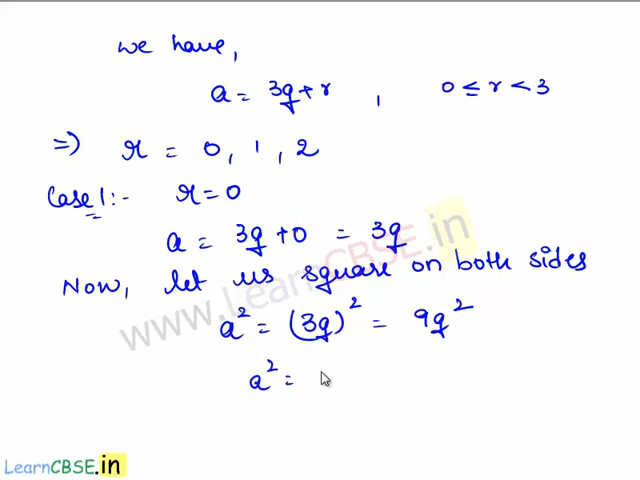 we have,
a = 3q+r , 0 ≤ r < 3
=) r = 0, 1, 2
Case 1:- r = 0
a = 3q + 0 = 3q
Now, let us square on both sides
a² = (3q)² = 9q²
a² =
www.LearnCBSE.in
LearnCBSE.in